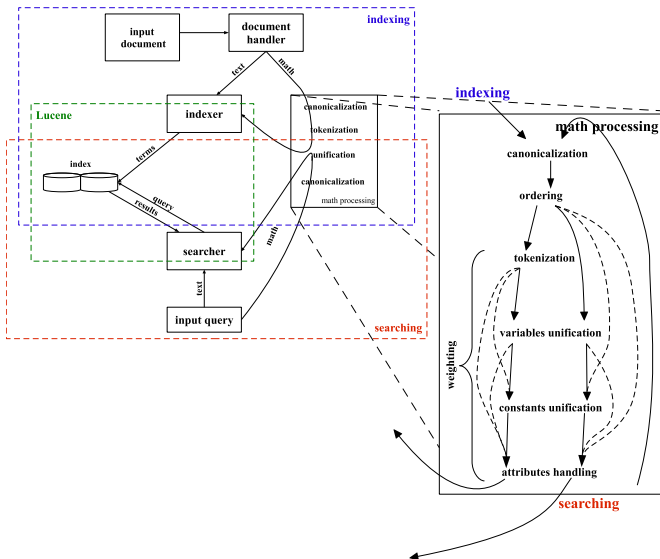 input
document
document
handler
indexing
text
math
canonicalization
indexing
Lucene
indexer
tokenization
math processing
terms
unification
canonicalization
index
query
results
canonicalization
math processing
ordering
math
searcher
tokenization
text
input query
searching
variables unification
weighting
constants unification
attributes handling
searching